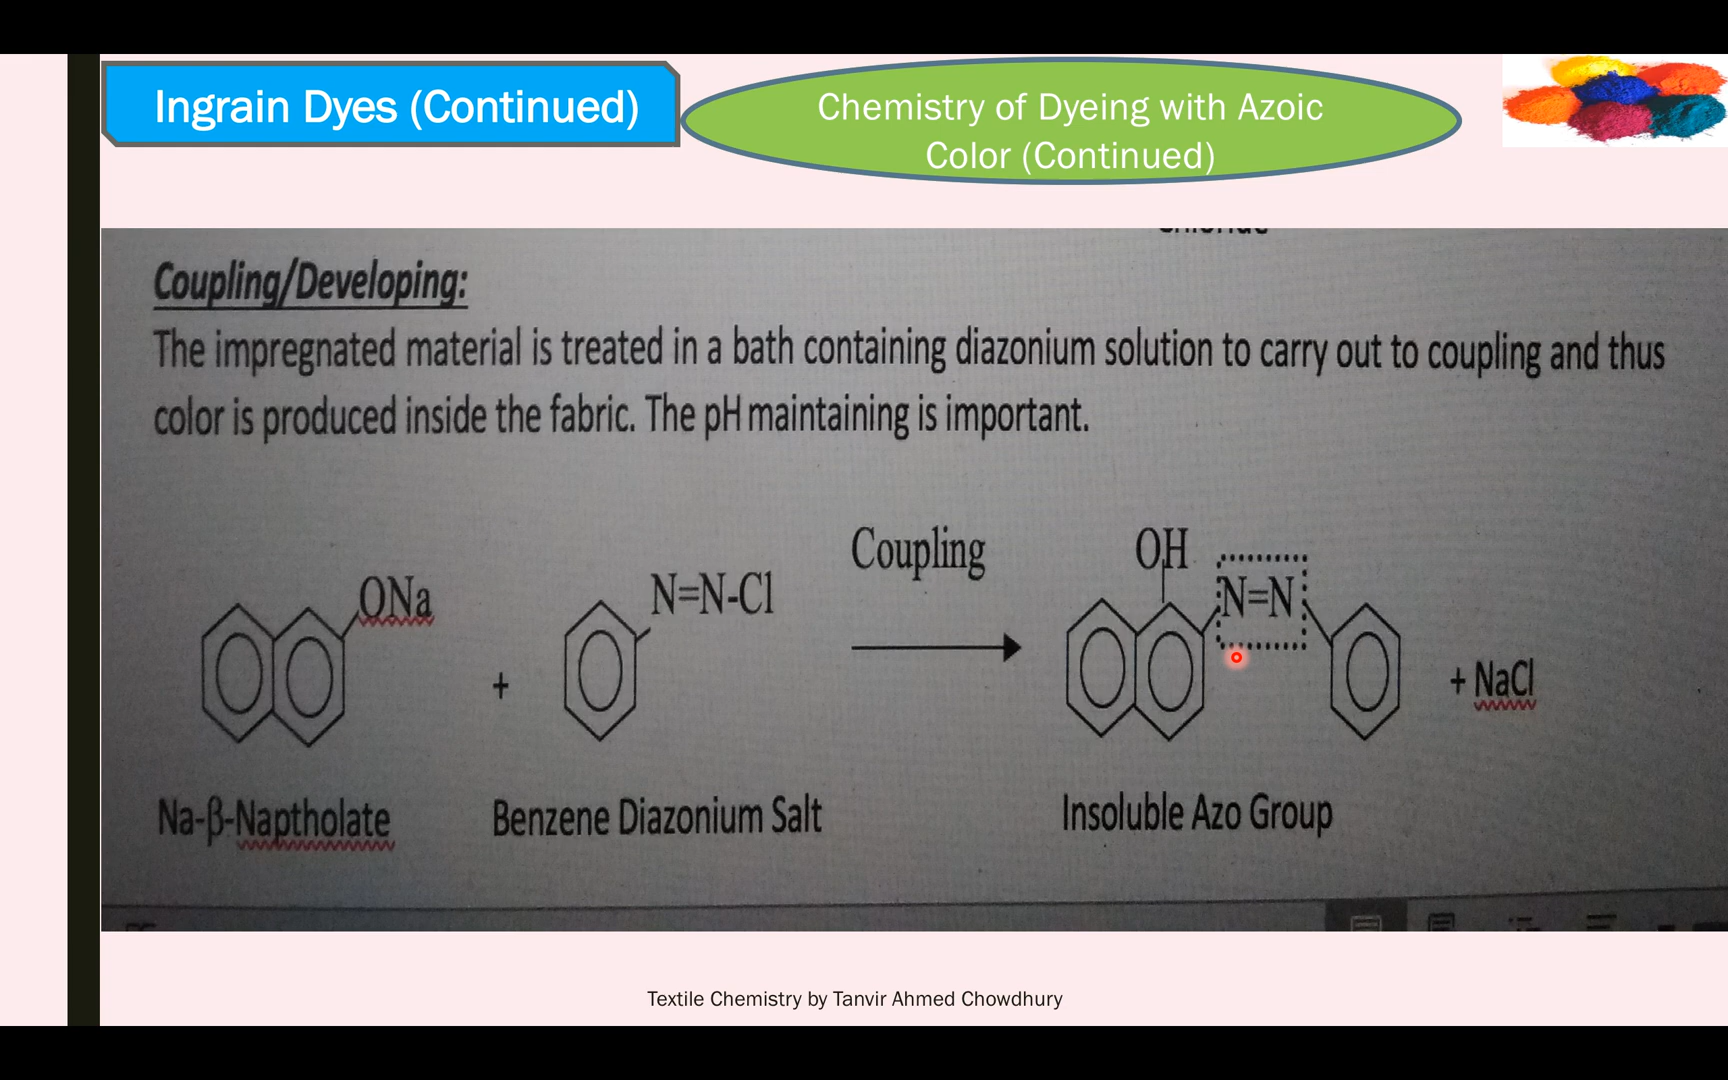 Ingrain Dyes (Continued)
Chemistry of Dyeing with Azoic
Color (Continued)
Coupling/Developing:
The impregnated material is treated in a bath containing diazonium solution to carry out to coupling and thus
color is produced inside the fabric. The pH maintaining is important.
Coupling
OH
ONa
N=N-Cl
N=N
+
+ NaCl
Na-β-Naptholate
Benzene Diazonium Salt
Insoluble Azo Group
Textile Chemistry by Tanvir Ahmed Chowdhury